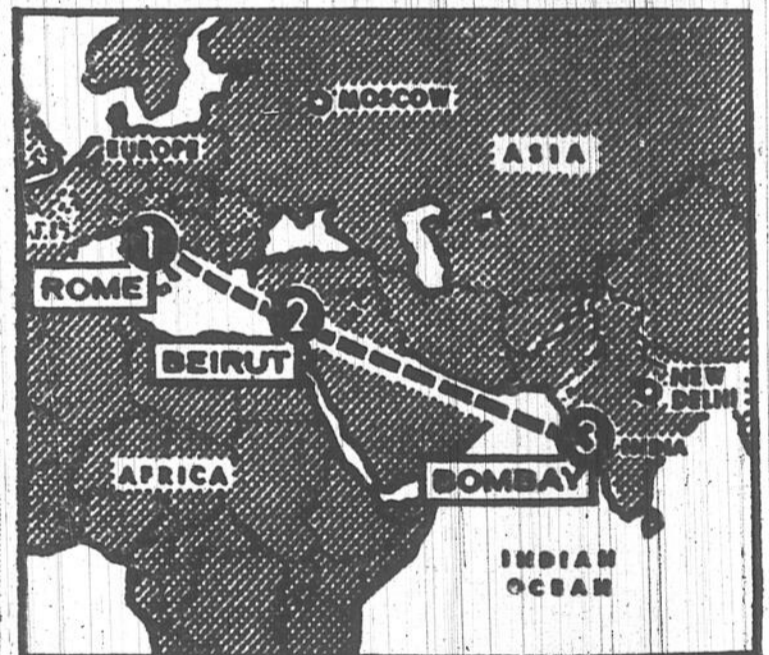 MOSCOW
EUROPE
ASIA
1
ROME
2
BEIRUT
NEW
DELHI
3
INDIA
AFRICA
BOMBAY
INDIAN
OCEAN